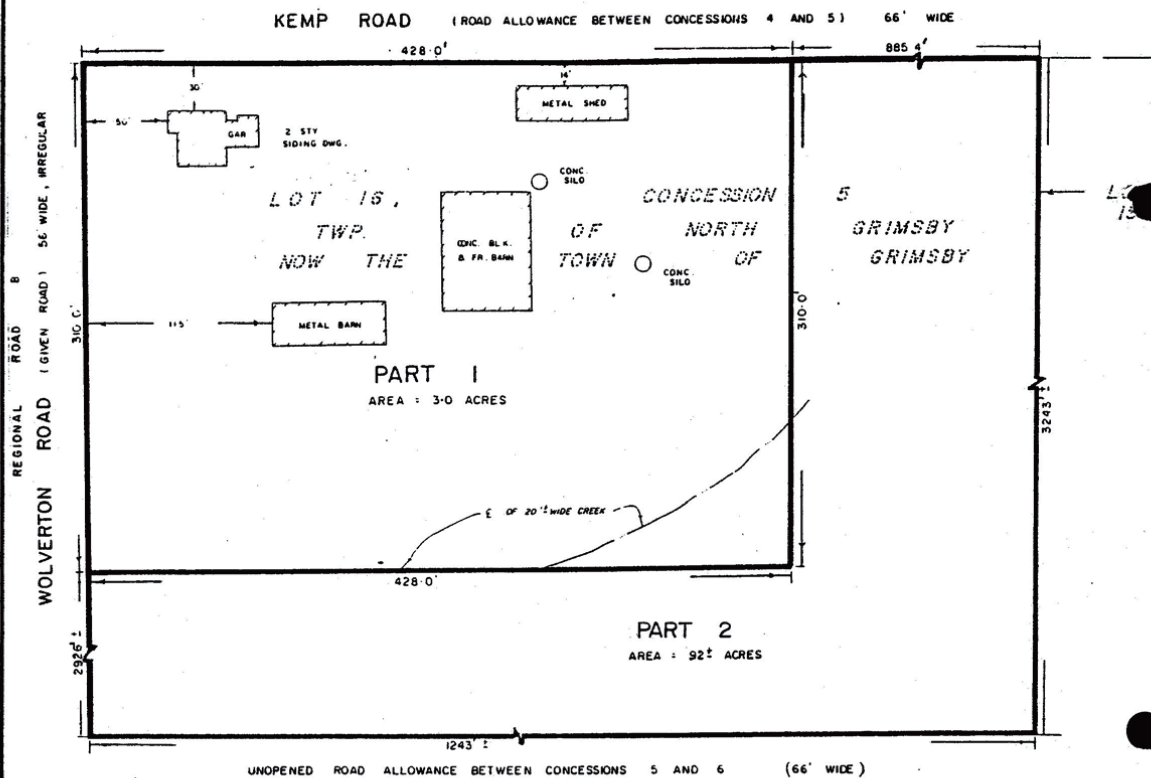 KEMP ROAD (ROAD ALLOWANCE BETWEEN CONCESSIONS 4 AND 5) 66' WIDE
428·0'
885 4'
30'
14'
METAL SHED
50'
GAR
2 STY
SIDING DWG.
CONC.
SILO
LOT 16, CONCESSION 5
TWP. OF NORTH GRIMSBY
NOW THE TOWN OF GRIMSBY
CONC. BLK.
& FR. BARN
CONC.
SILO
115'
METAL BARN
310·0'
310·0'
PART 1
AREA = 3·0 ACRES
REGIONAL ROAD 8
WOLVERTON ROAD (GIVEN ROAD) 56' WIDE, IRREGULAR
3243' ±
℄ OF 20'± WIDE CREEK
428·0'
PART 2
AREA = 92± ACRES
2926' ±
1243' ±
UNOPENED ROAD ALLOWANCE BETWEEN CONCESSIONS 5 AND 6 (66' WIDE)